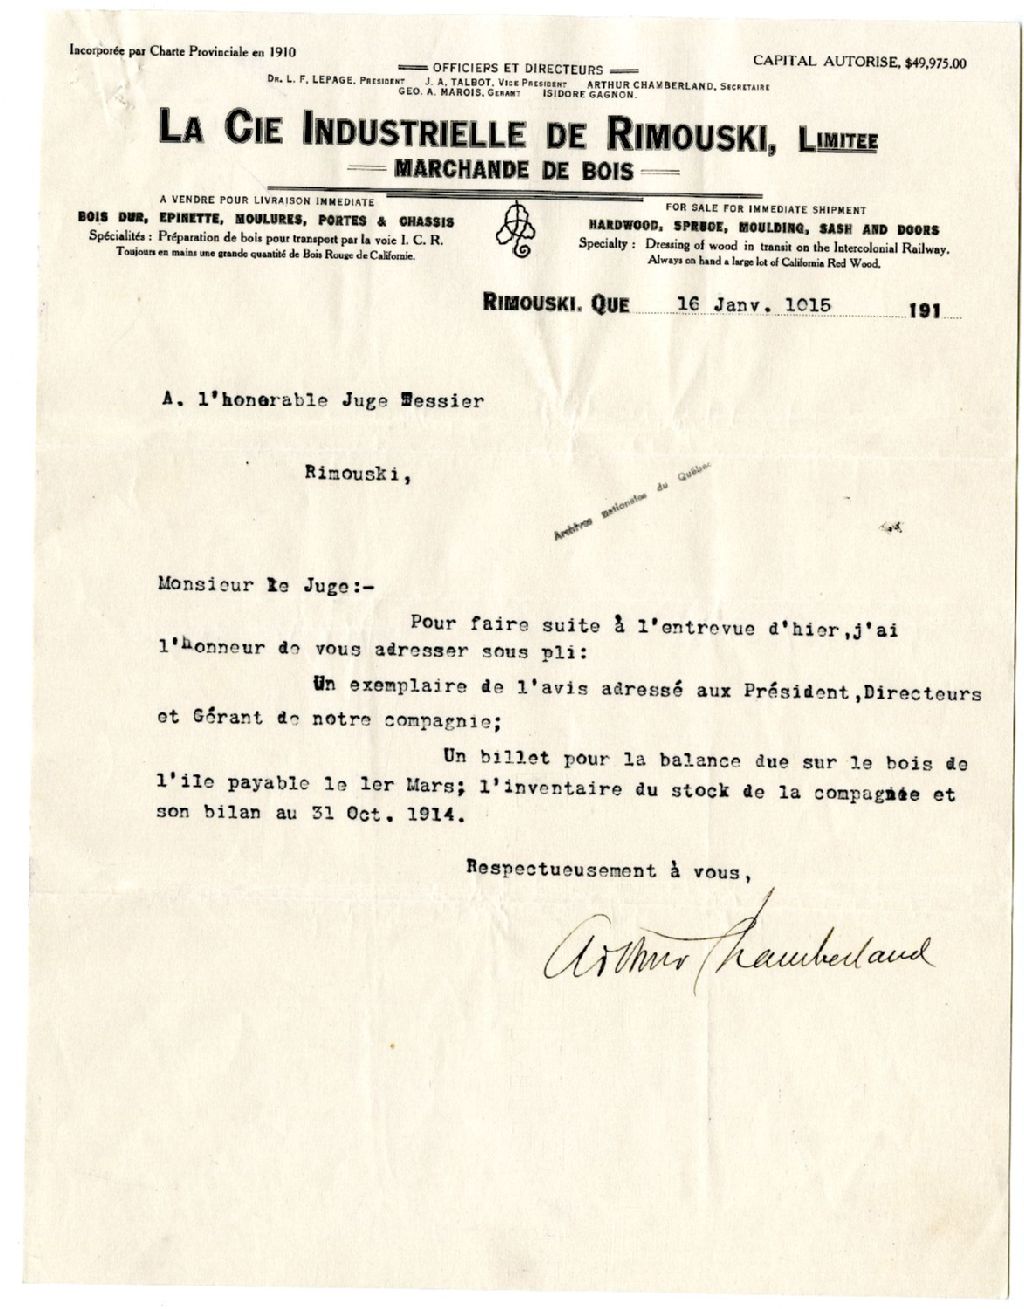 Incorporée par Charte Provinciale en 1910
CAPITAL AUTORISE, $49,975.00
OFFICIERS ET DIRECTEURS
DR. L. F. LEPAGE, PRESIDENT J. A. TALBOT, VICE PRESIDENT ARTHUR CHAMBERLAND, SECRETAIRE
GEO. A. MAROIS, GERANT ISIDORE GAGNON.
LA CIE INDUSTRIELLE DE RIMOUSKI, LIMITEE
MARCHANDE DE BOIS
A VENDRE POUR LIVRAISON IMMEDIATE
BOIS DUR, EPINETTE, MOULURES, PORTES & CHASSIS
Spécialités : Préparation de bois pour transport par la voie I. C. R.
Toujours en mains une grande quantité de Bois Rouge de Californie.
FOR SALE FOR IMMEDIATE SHIPMENT
HARDWOOD, SPRUCE, MOULDING, SASH AND DOORS
Specialty : Dressing of wood in transit on the Intercolonial Railway.
Always on hand a large lot of California Red Wood.
RIMOUSKI. QUE 16 Janv. 1915 191
A. l'honorable Juge Tessier
Rimouski,
Archives Nationales du Québec
Monsieur le Juge:-
Pour faire suite à l'entrevue d'hier,j'ai
l'honneur de vous adresser sous pli:
Un exemplaire de l'avis adressé aux Président,Directeurs
et Gérant de notre compagnie;
Un billet pour la balance due sur le bois de
l'ile payable le 1er Mars; l'inventaire du stock de la compagnie et
son bilan au 31 Oct. 1914.
Respectueusement à vous,
Arthur Chamberland